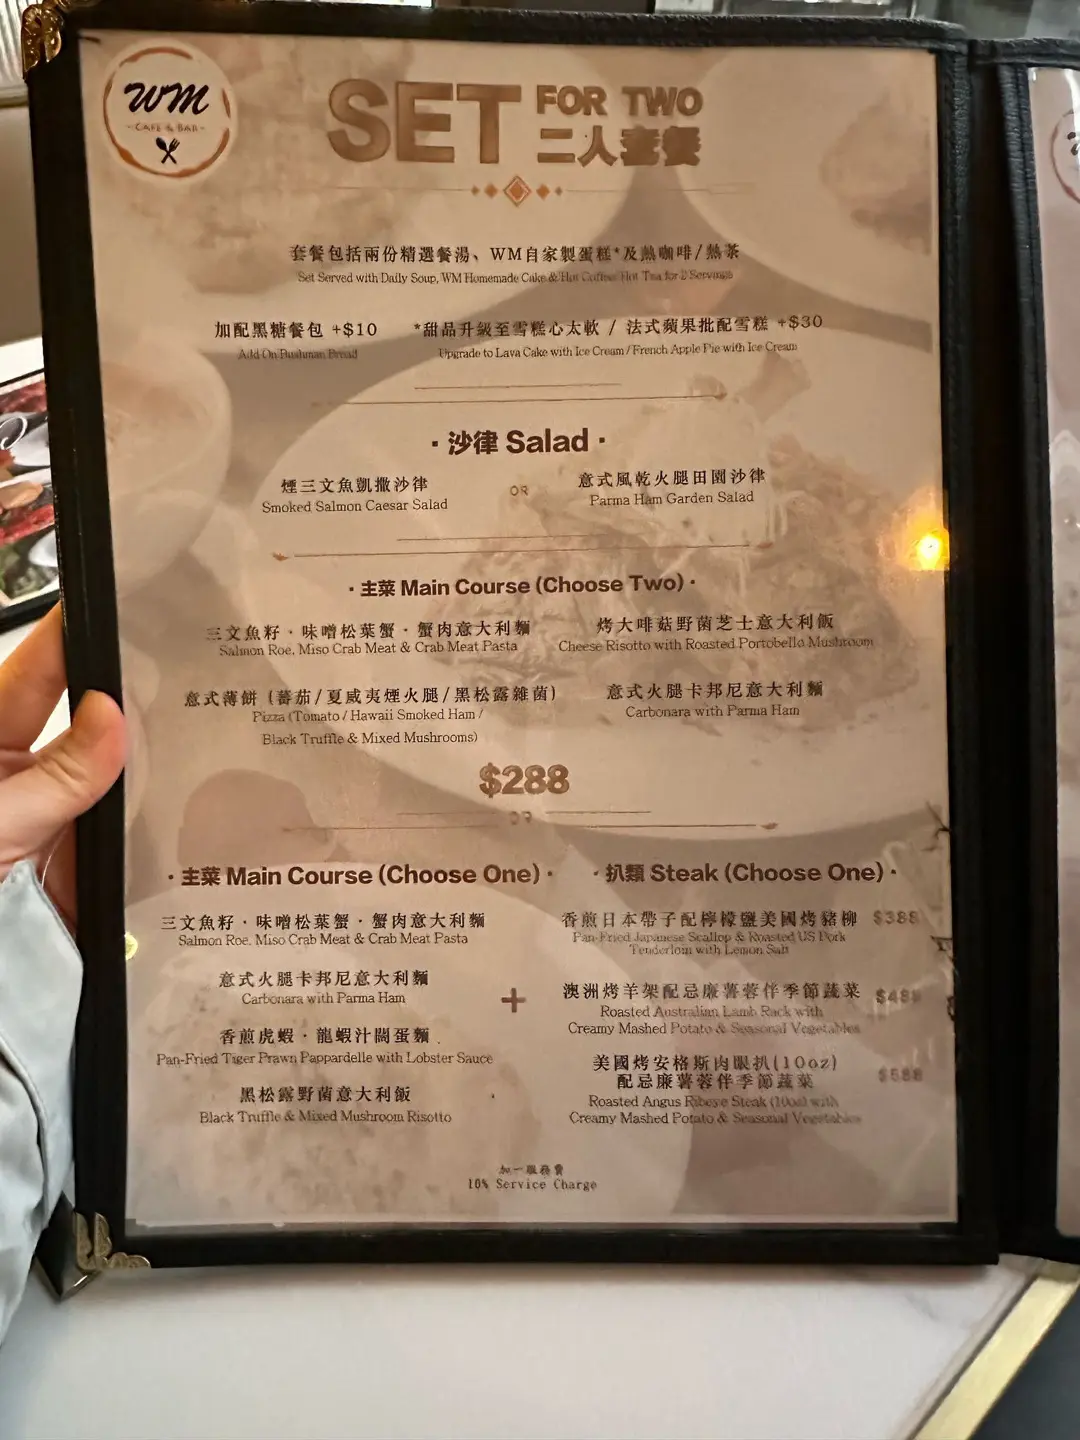 WM
CAFE & BAR
SET FOR TWO
二人套餐
套餐包括兩份精選餐湯、WM自家製蛋糕*及熱咖啡/熱茶
Set Served with Daily Soup, WM Homemade Cake & Hot Coffee/Hot Tea for 2 Servings
加配黑糖餐包 +$10
Add On Bushman Bread
*甜品升級至雪糕心太軟 / 法式蘋果批配雪糕 +$30
Upgrade to Lava Cake with Ice Cream / French Apple Pie with Ice Cream
· 沙律 Salad ·
煙三文魚凱撒沙律
Smoked Salmon Caesar Salad
OR
意式風乾火腿田園沙律
Parma Ham Garden Salad
· 主菜 Main Course (Choose Two) ·
三文魚籽 · 味噌松葉蟹 · 蟹肉意大利麵
Salmon Roe, Miso Crab Meat & Crab Meat Pasta
烤大啡菇野菌芝士意大利飯
Cheese Risotto with Roasted Portobello Mushroom
意式薄餅 (蕃茄/夏威夷煙火腿/黑松露雜菌)
Pizza (Tomato / Hawaii Smoked Ham /
Black Truffle & Mixed Mushrooms)
意式火腿卡邦尼意大利麵
Carbonara with Parma Ham
$288
OR
· 主菜 Main Course (Choose One) ·
三文魚籽 · 味噌松葉蟹 · 蟹肉意大利麵
Salmon Roe, Miso Crab Meat & Crab Meat Pasta
意式火腿卡邦尼意大利麵
Carbonara with Parma Ham
香煎虎蝦 · 龍蝦汁闊蛋麵
Pan-Fried Tiger Prawn Pappardelle with Lobster Sauce
黑松露野菌意大利飯
Black Truffle & Mixed Mushroom Risotto
+
· 扒類 Steak (Choose One) ·
香煎日本帶子配檸檬鹽美國烤豬柳 $388
Pan-Fried Japanese Scallop & Roasted US Pork
Tenderloin with Lemon Salt
澳洲烤羊架配忌廉薯蓉伴季節蔬菜 $488
Roasted Australian Lamb Rack with
Creamy Mashed Potato & Seasonal Vegetables
美國烤安格斯肉眼扒(10oz)
配忌廉薯蓉伴季節蔬菜 $588
Roasted Angus Ribeye Steak (10oz) with
Creamy Mashed Potato & Seasonal Vegetables
加一服務費
10% Service Charge